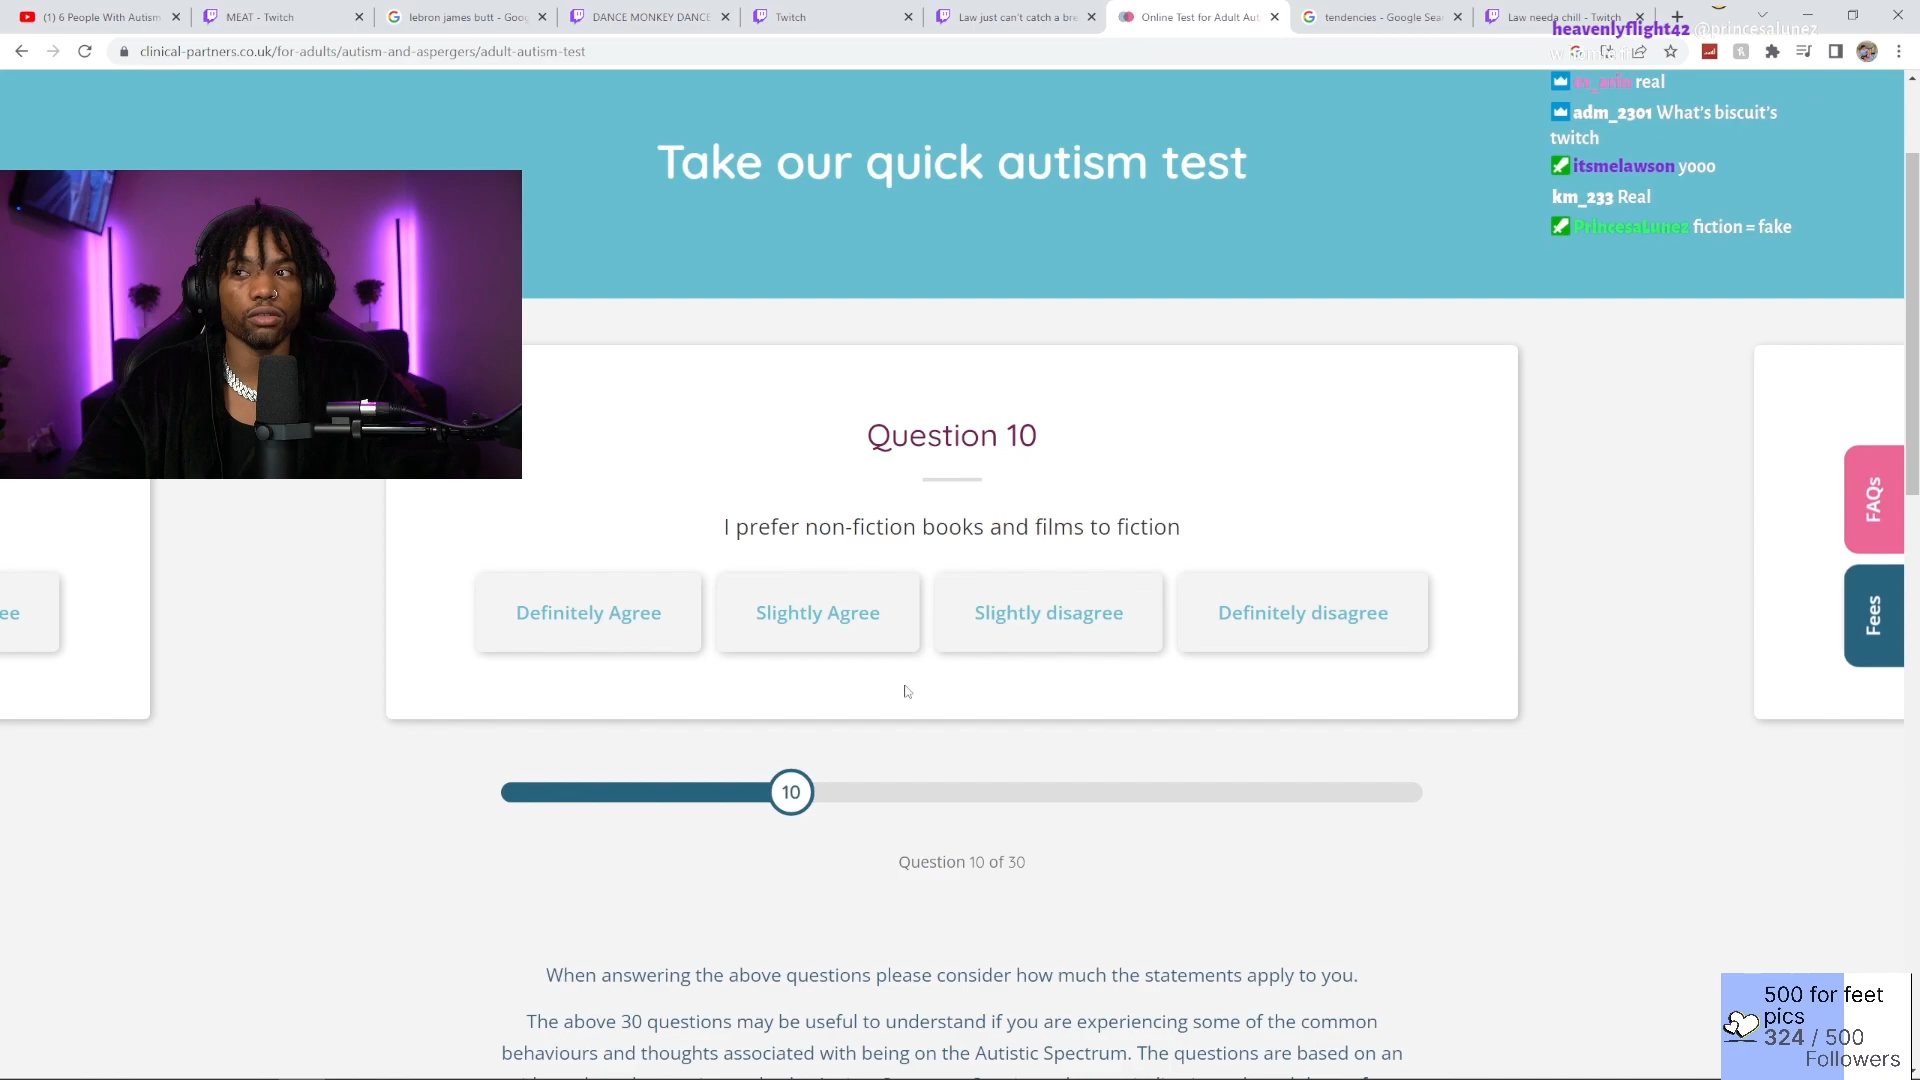 (1) 6 People With Autism
MEAT - Twitch
lebron james butt - Goo
DANCE MONKEY DANCE
Twitch
Law just can't catch a bre
Online Test for Adult Aut
tendencies - Google Sear
Law needa chill - Twitch
clinical-partners.co.uk/for-adults/autism-and-aspergers/adult-autism-test
heavenlyflight42 @princesalunez
real
adm_2301 What's biscuit's
twitch
itsmelawson yooo
km_233 Real
PrincesaLunez fiction = fake
Take our quick autism test
Question 10
I prefer non-fiction books and films to fiction
ee
Definitely Agree
Slightly Agree
Slightly disagree
Definitely disagree
FAQs
Fees
10
Question 10 of 30
When answering the above questions please consider how much the statements apply to you.
The above 30 questions may be useful to understand if you are experiencing some of the common
behaviours and thoughts associated with being on the Autistic Spectrum. The questions are based on an
500 for feet
pics
324 / 500
Followers